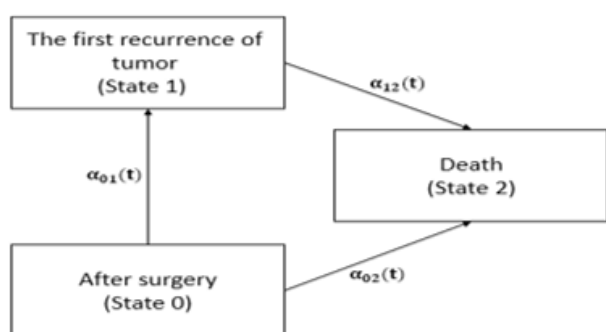 The first recurrence of
tumor
(State 1)
α₁₂(t)
Death
(State 2)
α₀₁(t)
After surgery
(State 0)
α₀₂(t)